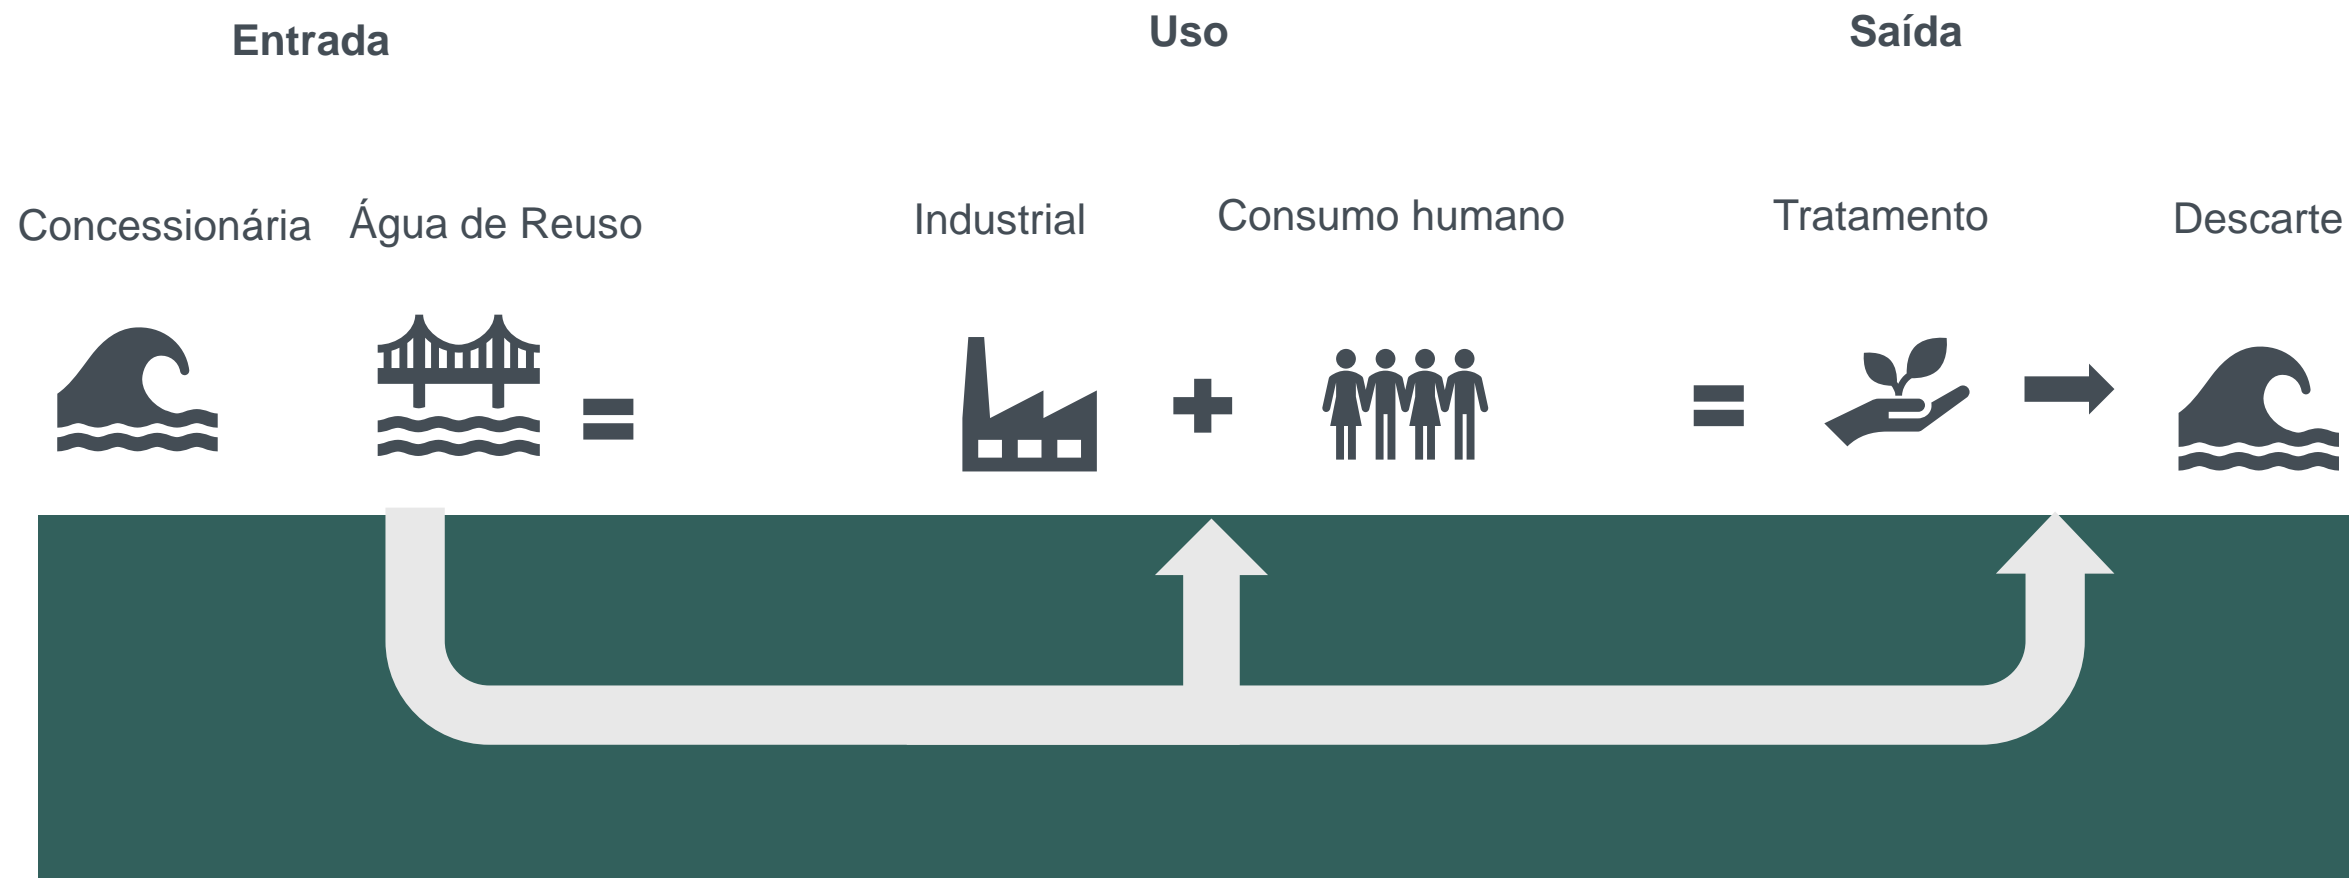 Entrada
Uso
Saída
Concessionária
Água de Reuso
Industrial
Consumo humano
Tratamento
Descarte